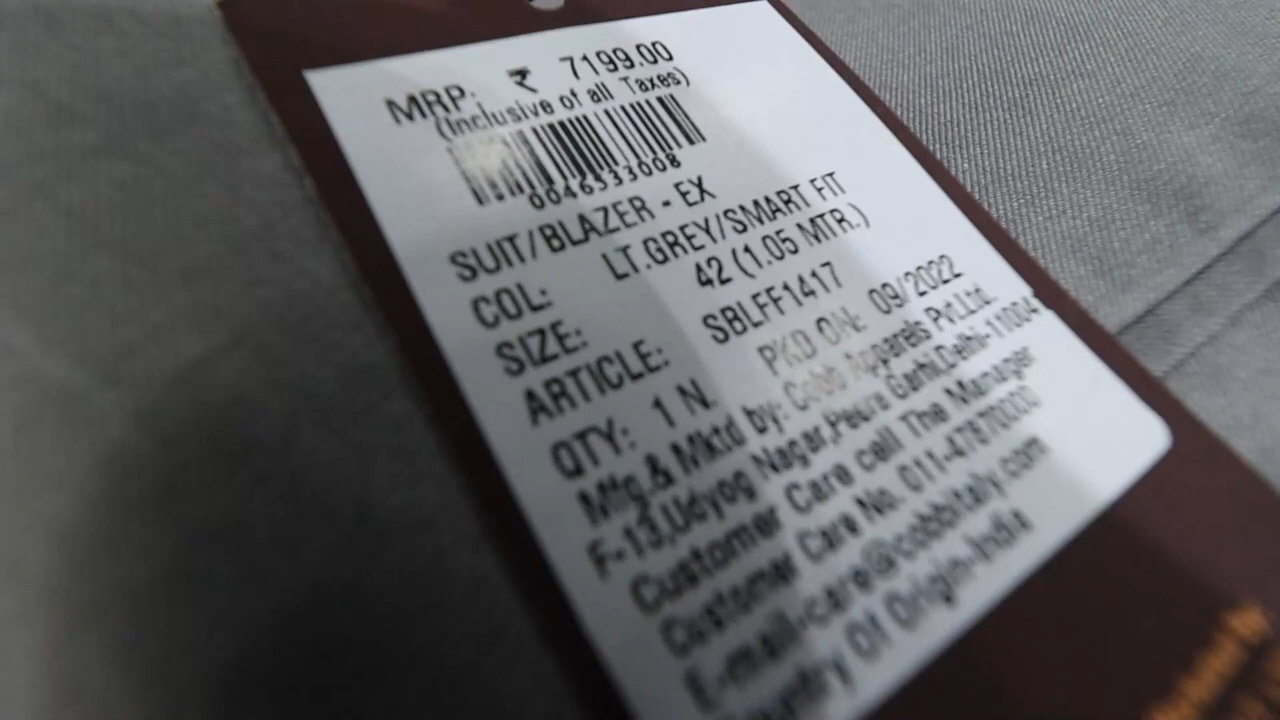 MRP: ₹ 7199.00
(Inclusive of all Taxes)
0046533008
SUIT/BLAZER - EX
COL: LT.GREY/SMART FIT
SIZE: 42 (1.05 MTR.)
ARTICLE: SBLFF1417
QTY: 1 N. PKD ON: 09/2022
Mfg.& Mktd by: Cobb Apparels Pvt.Ltd.
F-13,Udyog Nagar,Peera Garhi,Delhi-11004
Customer Care cell The Manager
Customer Care No. 011-47670000
E-mail-care@cobbitaly.com
Of Origin-India